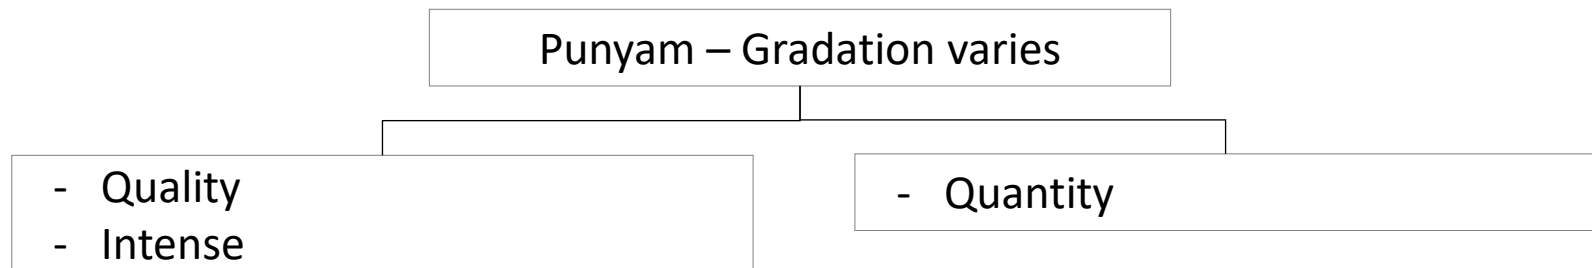 Punyam – Gradation varies
- Quality
- Intense
- Quantity